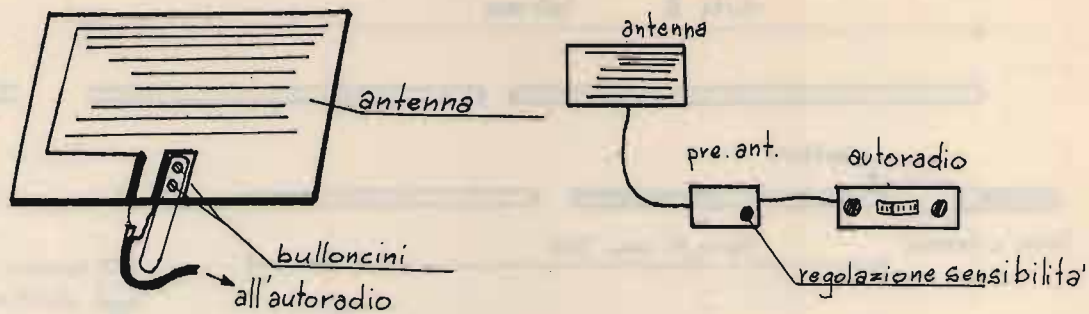 antenna
bulloncini
all'autoradio
antenna
pre. ant.
autoradio
regolazione sensibilita'